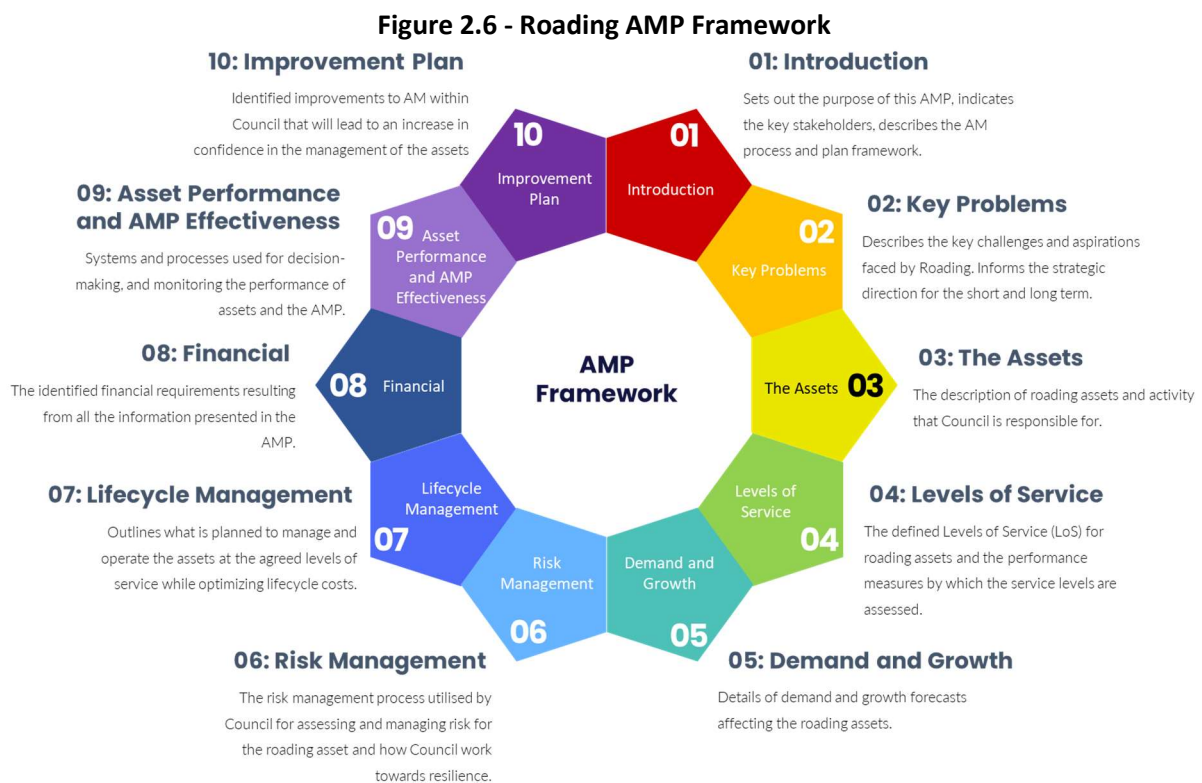 Figure 2.6 - Roading AMP Framework
10: Improvement Plan
Identified improvements to AM within
Council that will lead to an increase in
confidence in the management of the assets
01: Introduction
Sets out the purpose of this AMP, indicates
the key stakeholders, describes the AM
process and plan framework.
09: Asset Performance
and AMP Effectiveness
Systems and processes used for decision-
making, and monitoring the performance of
assets and the AMP.
02: Key Problems
Describes the key challenges and aspirations
faced by Roading. Informs the strategic
direction for the short and long term.
08: Financial
The identified financial requirements resulting
from all the information presented in the
AMP.
03: The Assets
The description of roading assets and activity
that Council is responsible for.
07: Lifecycle Management
Outlines what is planned to manage and
operate the assets at the agreed levels of
service while optimizing lifecycle costs.
04: Levels of Service
The defined Levels of Service (LoS) for
roading assets and the performance
measures by which the service levels are
assessed.
06: Risk Management
The risk management process utilised by
Council for assessing and managing risk for
the roading asset and how Council work
towards resilience.
05: Demand and Growth
Details of demand and growth forecasts
affecting the roading assets.
AMP
Framework
01
Introduction
02
Key Problems
The Assets 03
Levels of
Service
04
Demand and
Growth
05
Risk
Management
06
Lifecycle
Management
07
08 Financial
09
Asset
Performance
and AMP
Effectiveness
10
Improvement
Plan